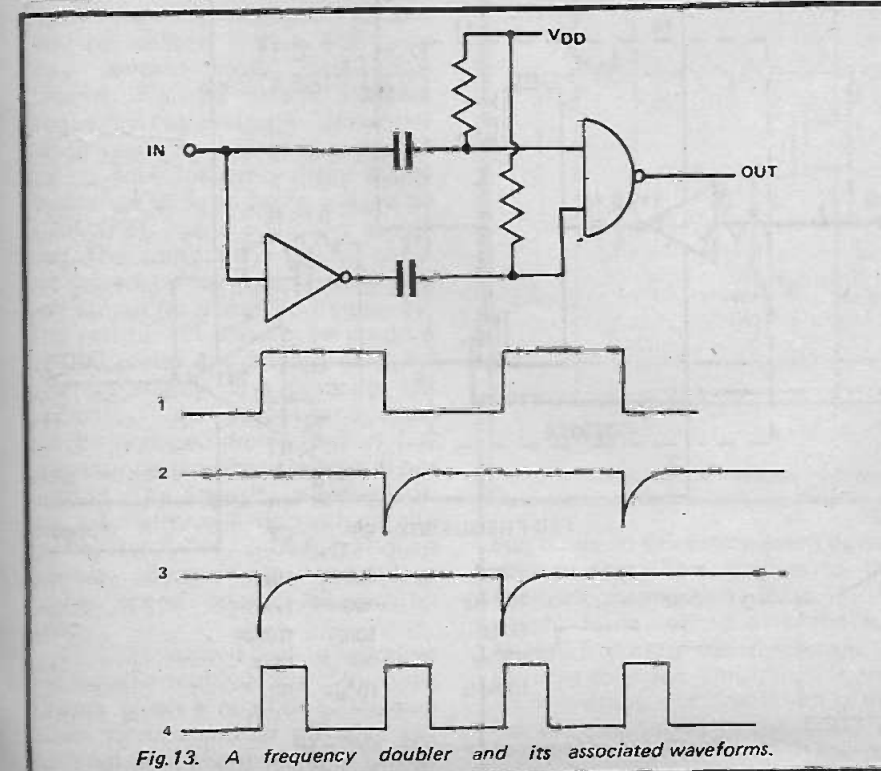 VDD
IN
OUT
1
2
3
4
Fig. 13. A frequency doubler and its associated waveforms.